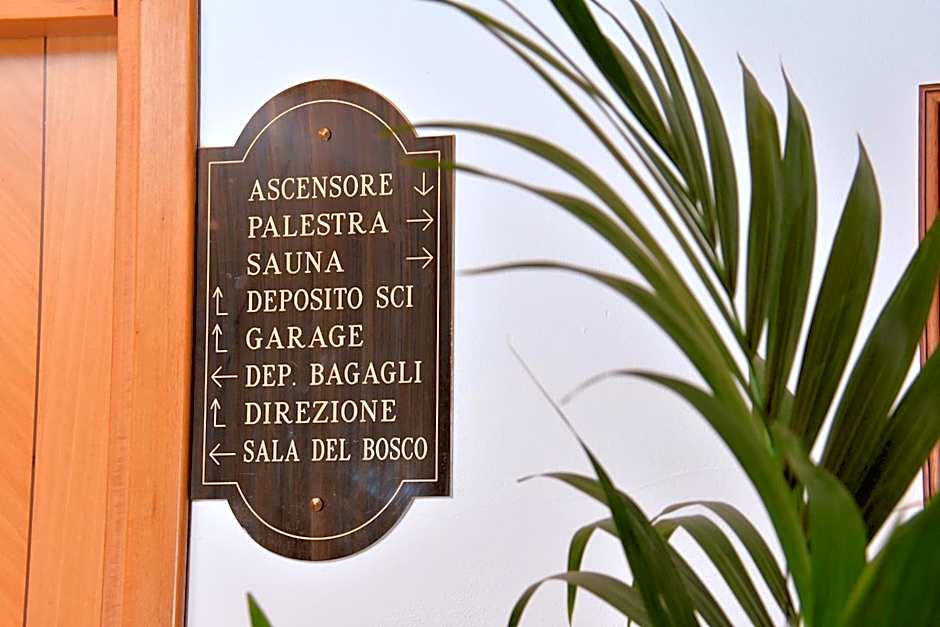 ASCENSORE ↓
PALESTRA →
SAUNA →
↑ DEPOSITO SCI
↑ GARAGE
← DEP. BAGAGLI
↑ DIREZIONE
← SALA DEL BOSCO